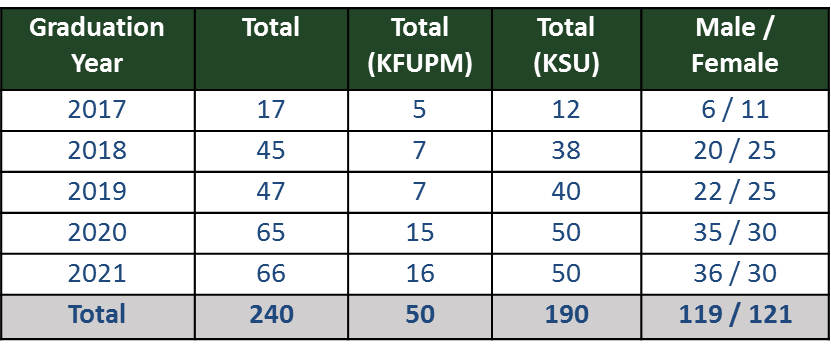 Graduation Year Total Total (KFUPM) Total (KSU) Male / Female
2017 17 5 12 6 / 11
2018 45 7 38 20 / 25
2019 47 7 40 22 / 25
2020 65 15 50 35 / 30
2021 66 16 50 36 / 30
Total 240 50 190 119 / 121